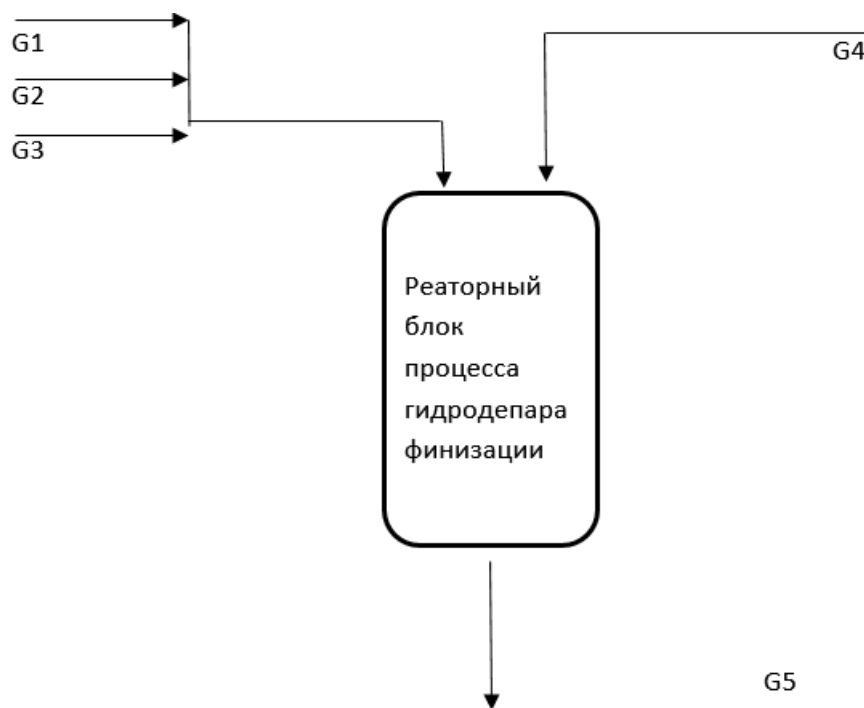 G1
G2
G3
G4
Реаторный
блок
процесса
гидродепара
финизации
G5